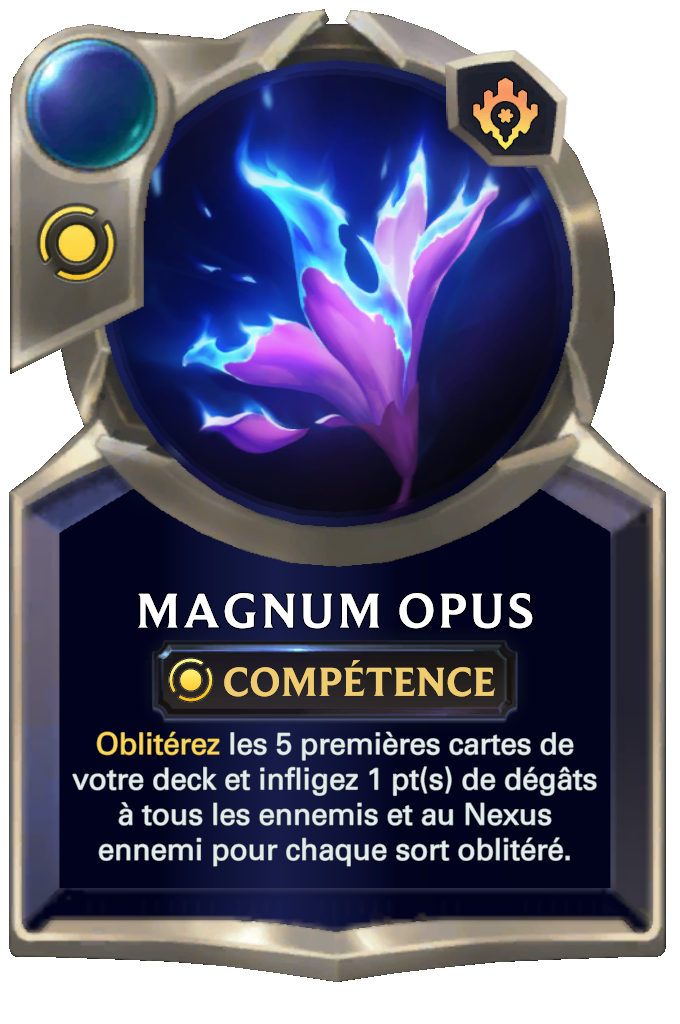 MAGNUM OPUS
COMPÉTENCE
Oblitérez les 5 premières cartes de
votre deck et infligez 1 pt(s) de dégâts
à tous les ennemis et au Nexus
ennemi pour chaque sort oblitéré.